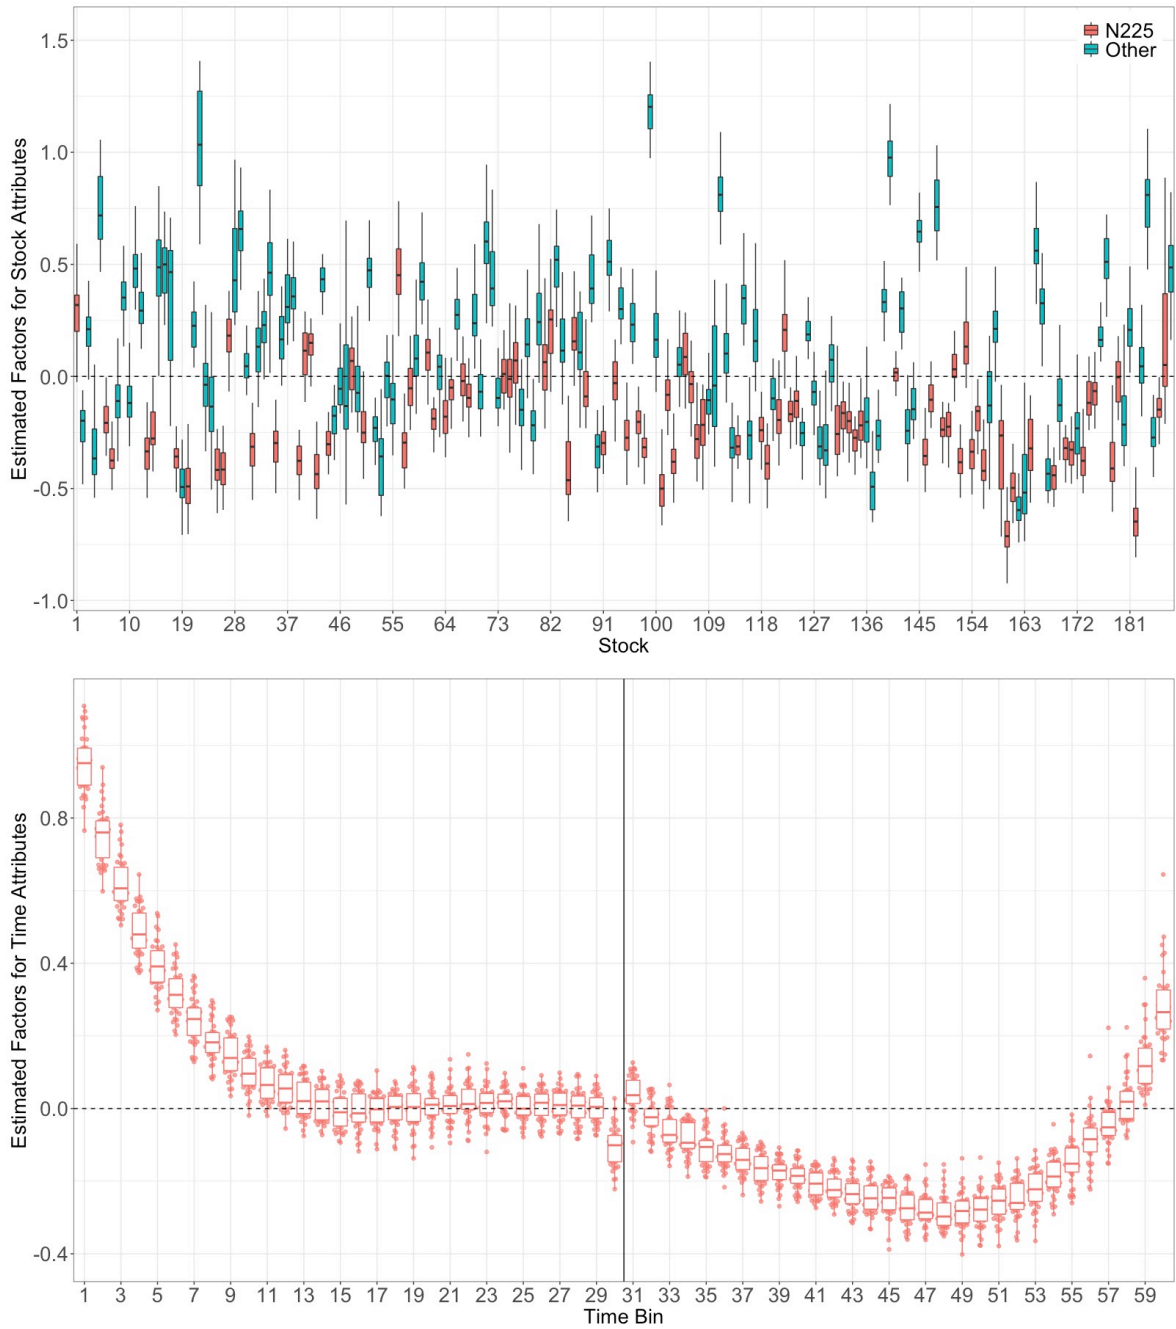 N225
Other
Estimated Factors for Stock Attributes
1.5
1.0
0.5
0.0
-0.5
-1.0
1 10 19 28 37 46 55 64 73 82 91 100 109 118 127 136 145 154 163 172 181
Stock
Estimated Factors for Time Attributes
0.8
0.4
0.0
-0.4
1 3 5 7 9 11 13 15 17 19 21 23 25 27 29 31 33 35 37 39 41 43 45 47 49 51 53 55 57 59
Time Bin